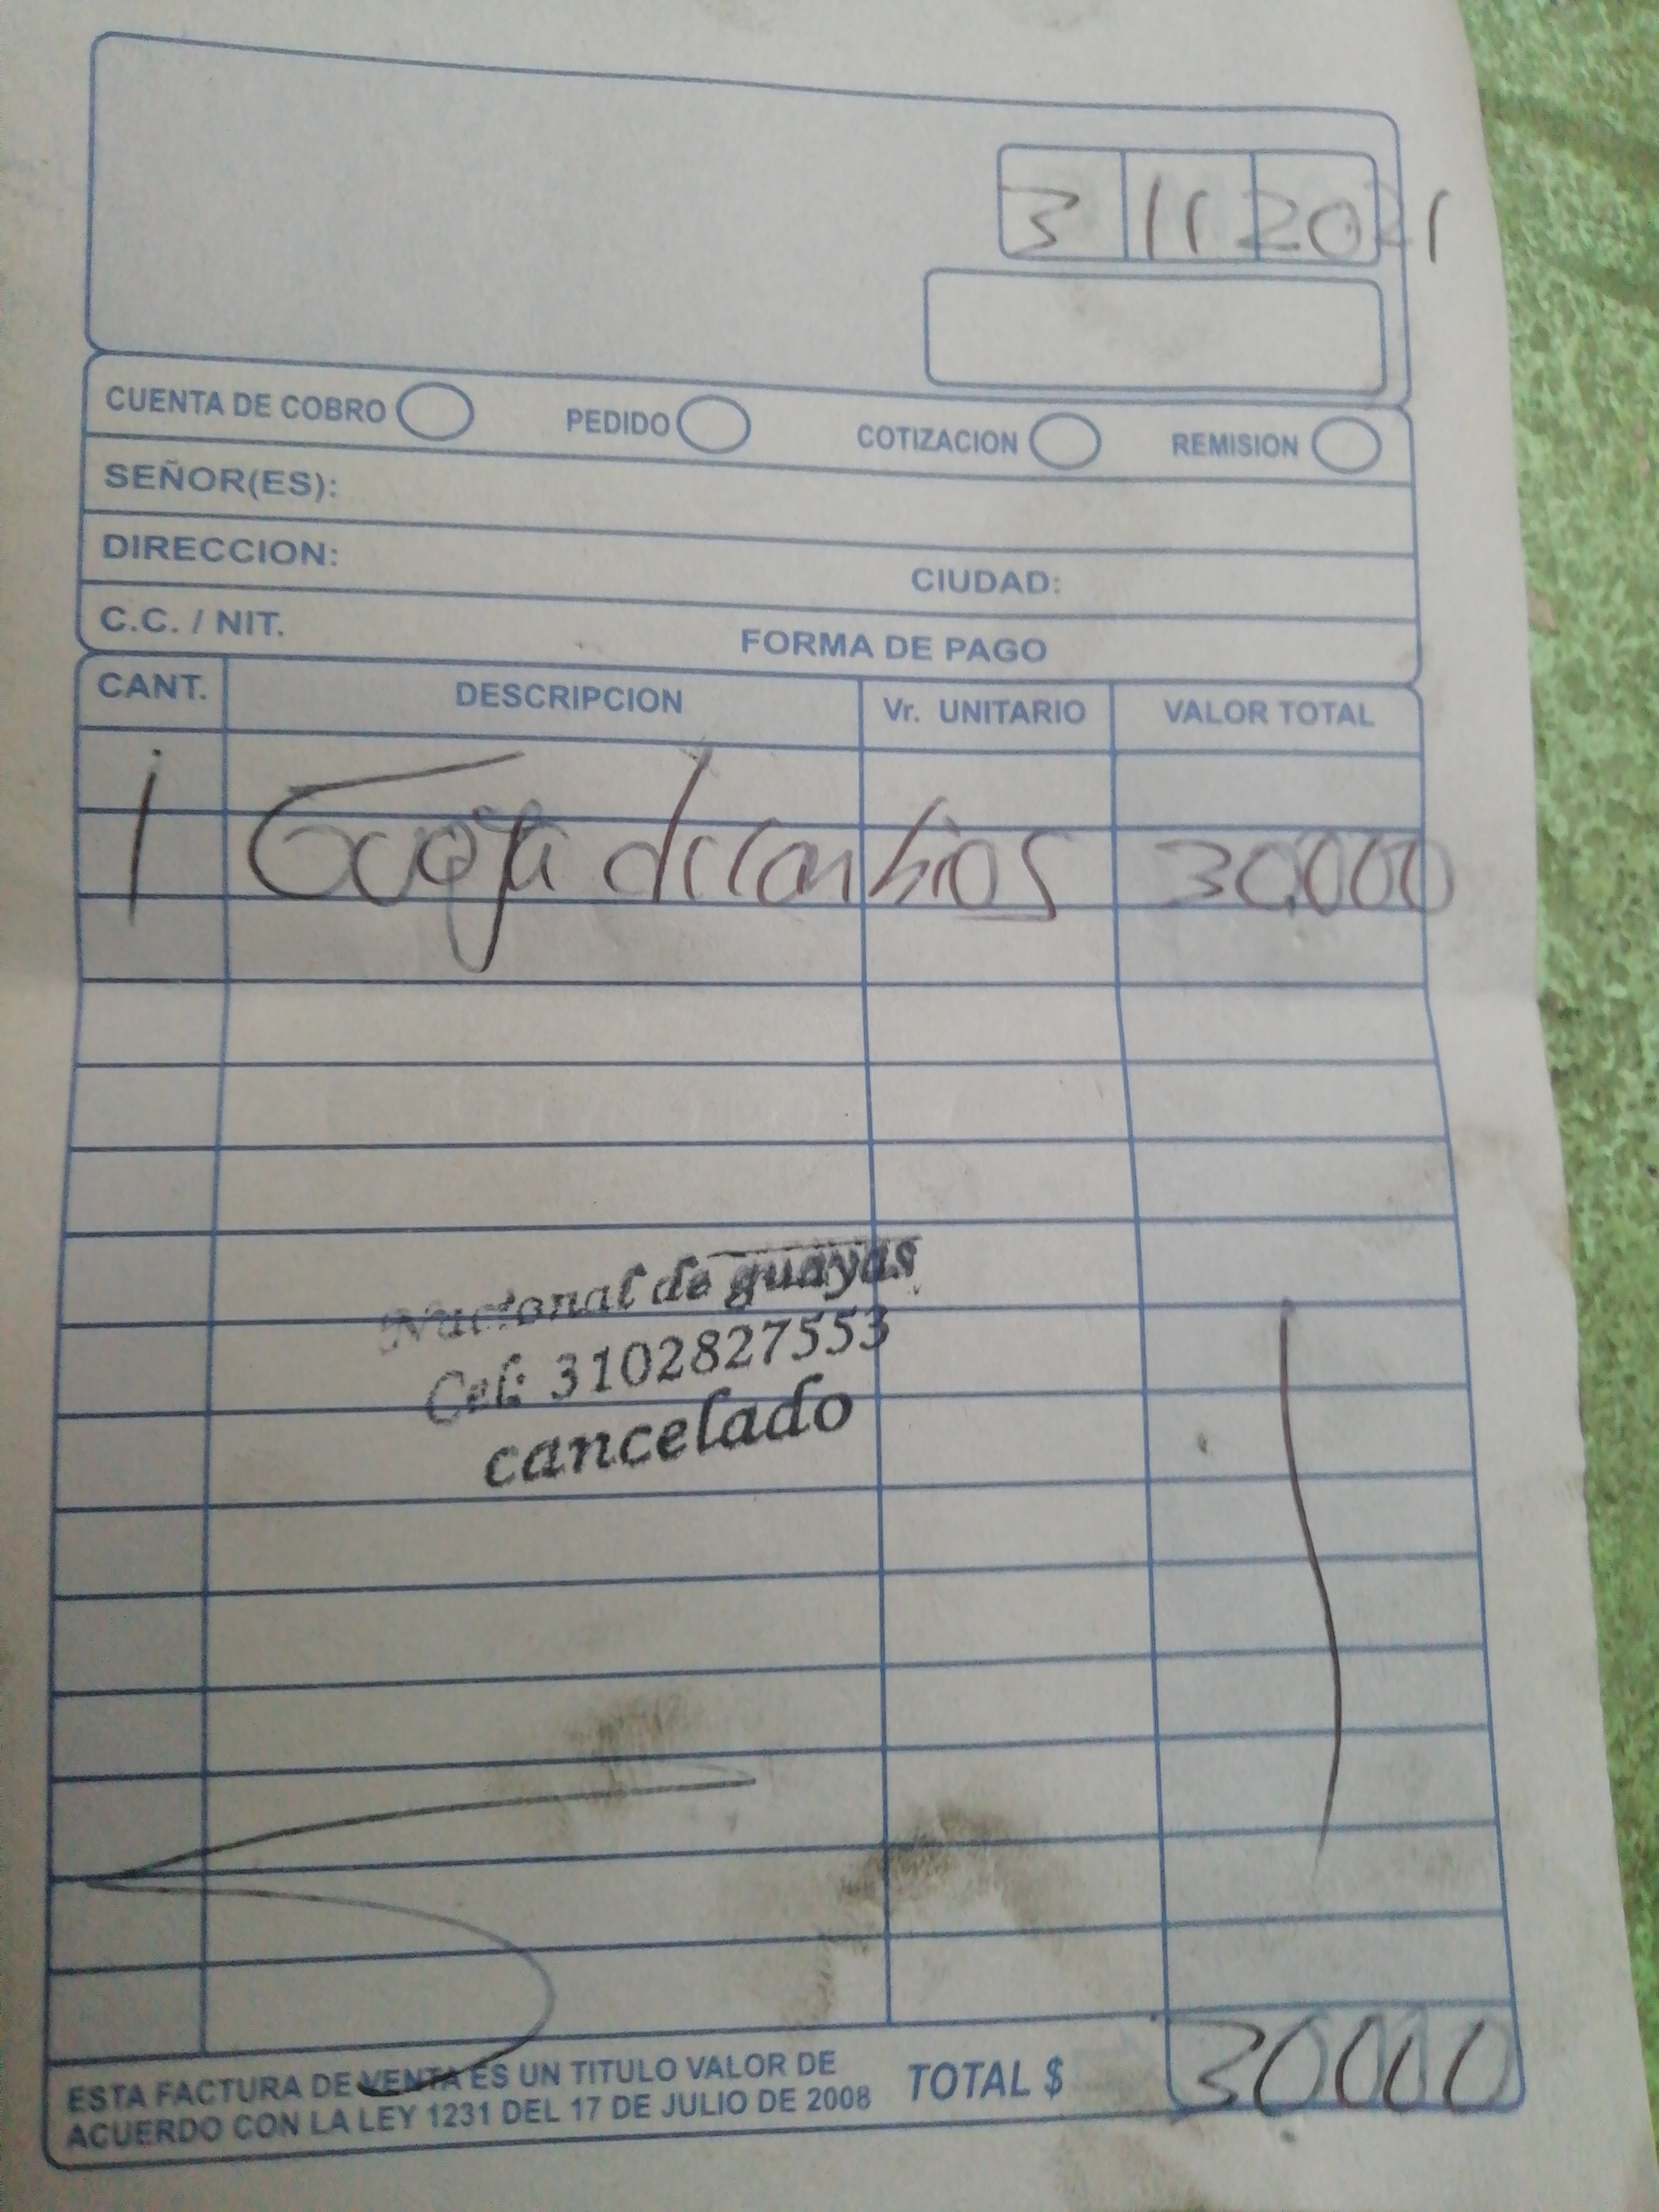 3 11 2021
CUENTA DE COBRO PEDIDO COTIZACION REMISION
SEÑOR(ES):
DIRECCION: CIUDAD:
C.C. / NIT. FORMA DE PAGO
CANT. DESCRIPCION Vr. UNITARIO VALOR TOTAL
1 Guaya de cambios 30.000
Nacional de guayas
Cel: 3102827553
cancelado
ESTA FACTURA DE VENTA ES UN TITULO VALOR DE
ACUERDO CON LA LEY 1231 DEL 17 DE JULIO DE 2008
TOTAL $ 30000